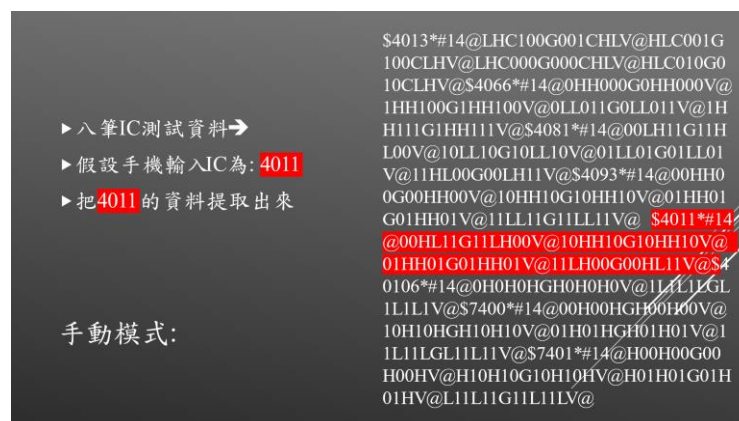 ▶八筆IC測試資料➔
▶假設手機輸入IC為: 4011
▶把4011的資料提取出來
手動模式:
$4013*#14@LHC100G001CHLV@HLC001G
100CLHV@LHC000G000CHLV@HLC010G0
10CLHV@$4066*#14@0HH000G0HH000V@
1HH100G1HH100V@0LL011G0LL011V@1H
H111G1HH111V@$4081*#14@00LH11G11H
L00V@10LL10G10LL10V@01LL01G01LL01
V@11HL00G00LH11V@$4093*#14@00HH0
0G00HH00V@10HH10G10HH10V@01HH01
G01HH01V@11LL11G11LL11V@ $4011*#14
@00HL11G11LH00V@10HH10G10HH10V@
01HH01G01HH01V@11LH00G00HL11V@$4
0106*#14@0H0H0HGH0H0H0V@1L1L1LGL
1L1L1V@$7400*#14@00H00HGH00H00V@
10H10HGH10H10V@01H01HGH01H01V@1
1L11LGL11L11V@$7401*#14@H00H00G00
H00HV@H10H10G10H10HV@H01H01G01H
01HV@L11L11G11L11LV@